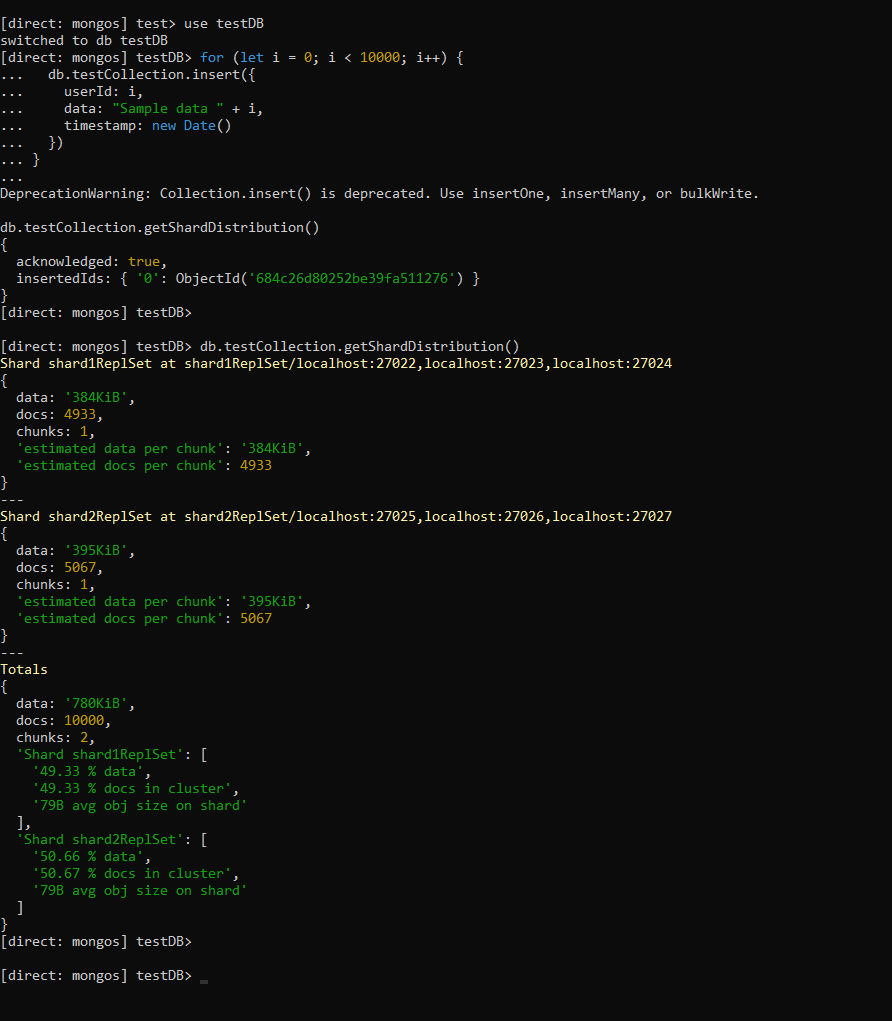 [direct: mongos] test> use testDB
switched to db testDB
[direct: mongos] testDB> for (let i = 0; i < 10000; i++) {
...   db.testCollection.insert({
...     userId: i,
...     data: "Sample data " + i,
...     timestamp: new Date()
...   })
... }
...
DeprecationWarning: Collection.insert() is deprecated. Use insertOne, insertMany, or bulkWrite.
db.testCollection.getShardDistribution()
{
  acknowledged: true,
  insertedIds: { '0': ObjectId('684c26d80252be39fa511276') }
}
[direct: mongos] testDB>
[direct: mongos] testDB> db.testCollection.getShardDistribution()
Shard shard1ReplSet at shard1ReplSet/localhost:27022,localhost:27023,localhost:27024
{
  data: '384KiB',
  docs: 4933,
  chunks: 1,
  'estimated data per chunk': '384KiB',
  'estimated docs per chunk': 4933
}
---
Shard shard2ReplSet at shard2ReplSet/localhost:27025,localhost:27026,localhost:27027
{
  data: '395KiB',
  docs: 5067,
  chunks: 1,
  'estimated data per chunk': '395KiB',
  'estimated docs per chunk': 5067
}
---
Totals
{
  data: '780KiB',
  docs: 10000,
  chunks: 2,
  'Shard shard1ReplSet': [
    '49.33 % data',
    '49.33 % docs in cluster',
    '79B avg obj size on shard'
  ],
  'Shard shard2ReplSet': [
    '50.66 % data',
    '50.67 % docs in cluster',
    '79B avg obj size on shard'
  ]
}
[direct: mongos] testDB>
[direct: mongos] testDB>